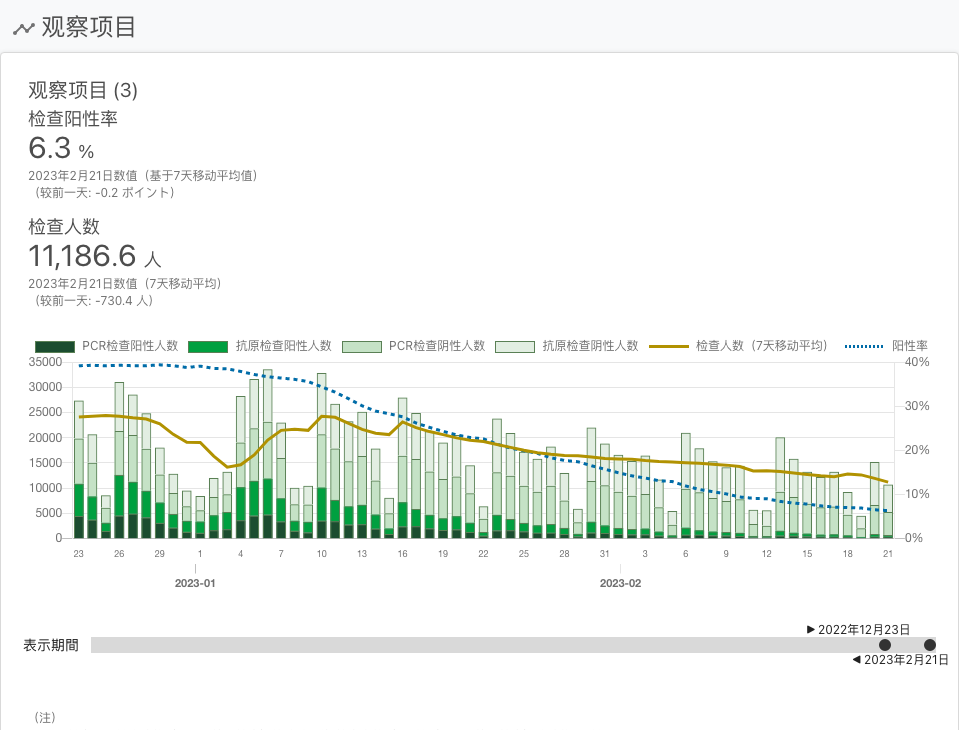 观察项目
观察项目 (3)
检查阳性率
6.3 %
2023年2月21日数值（基于7天移动平均值）
（较前一天: -0.2 ポイント）
检查人数
11,186.6 人
2023年2月21日数值（7天移动平均）
（较前一天: -730.4 人）
PCR检查阳性人数 抗原检查阳性人数 PCR检查阴性人数 抗原检查阴性人数 检查人数（7天移动平均） 阳性率
35000 40%
30000
25000 30%
20000
15000 20%
10000 10%
5000
0 0%
23 26 29 1 4 7 10 13 16 19 22 25 28 31 3 6 9 12 15 18 21
2023-01 2023-02
▶ 2022年12月23日
表示期間
◀ 2023年2月21日
（注）